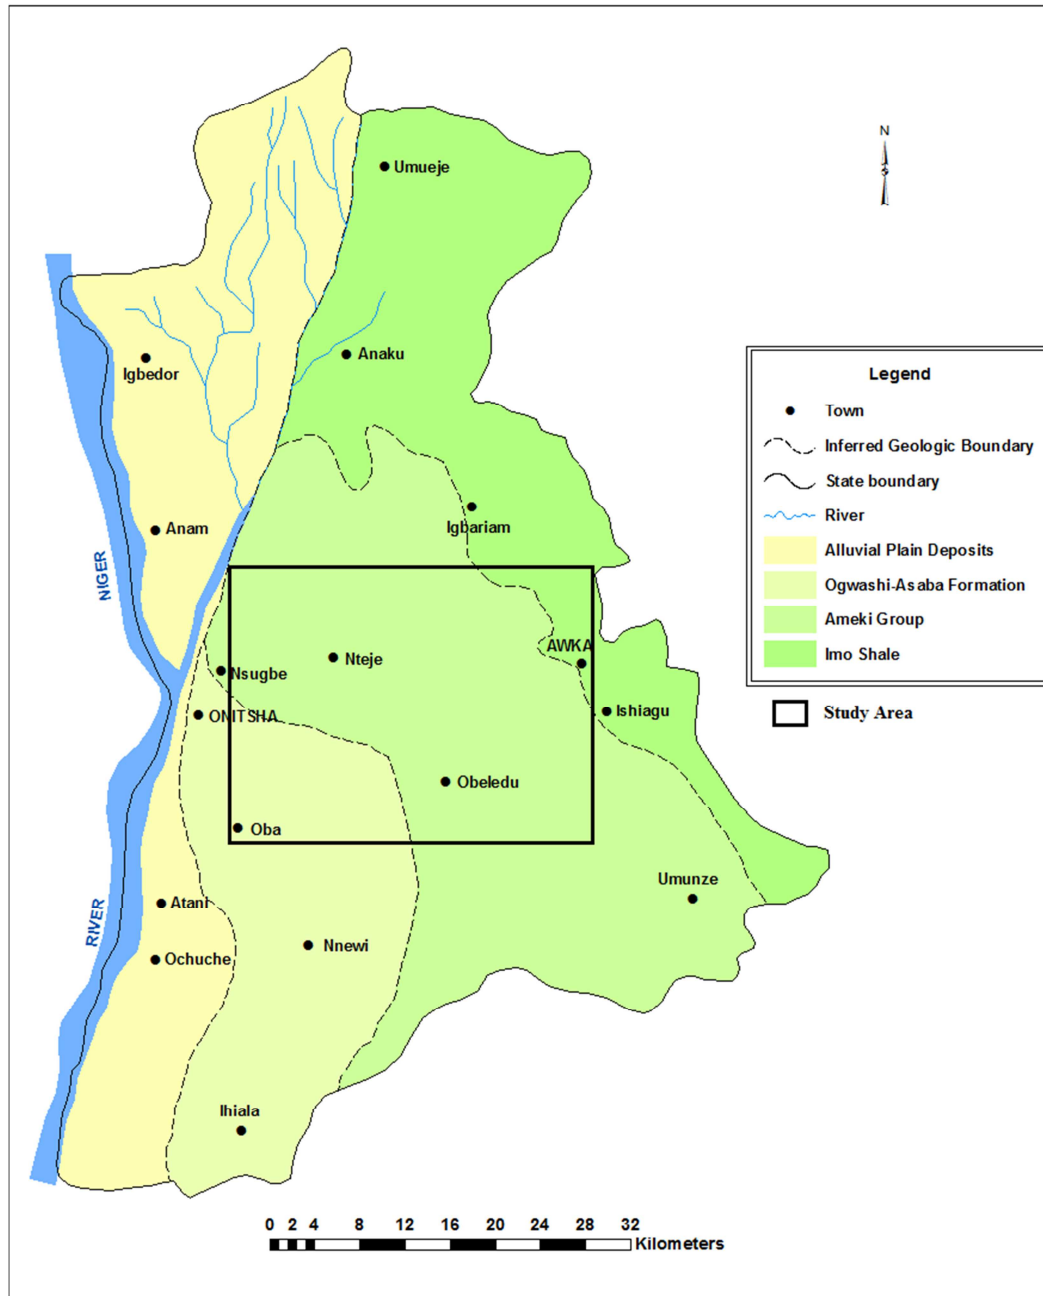 N
Umueje
Anaku
Igbedor
Igbariam
Anam
NIGER
AWKA
Nteje
Nsugbe
ONITSHA
Ishiagu
Obeledu
Oba
Umunze
Atani
RIVER
Nnewi
Ochuche
Ihiala
Legend
Town
Inferred Geologic Boundary
State boundary
River
Alluvial Plain Deposits
Ogwashi-Asaba Formation
Ameki Group
Imo Shale
Study Area
0 2 4 8 12 16 20 24 28 32
Kilometers